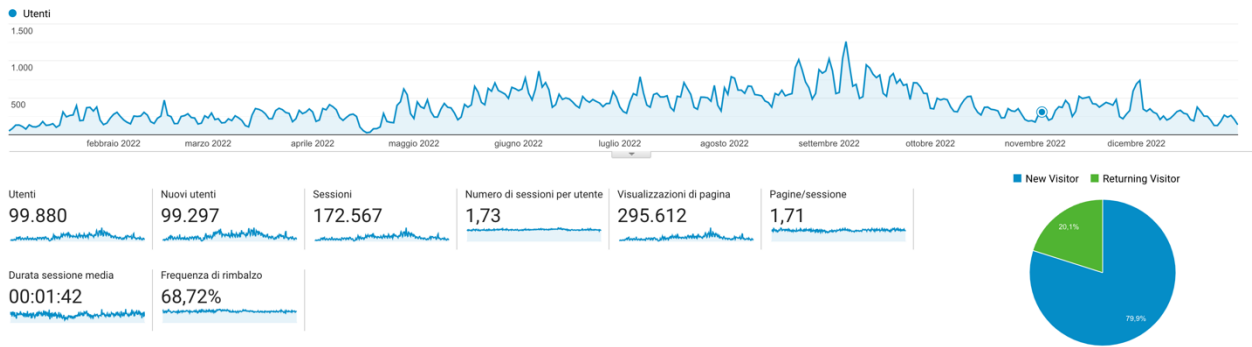 Utenti
1.500
1.000
500
febbraio 2022 marzo 2022 aprile 2022 maggio 2022 giugno 2022 luglio 2022 agosto 2022 settembre 2022 ottobre 2022 novembre 2022 dicembre 2022
New Visitor Returning Visitor
Utenti Nuovi utenti Sessioni Numero di sessioni per utente Visualizzazioni di pagina Pagine/sessione
99.880 99.297 172.567 1,73 295.612 1,71
20,1%
Durata sessione media Frequenza di rimbalzo
00:01:42 68,72%
79,9%